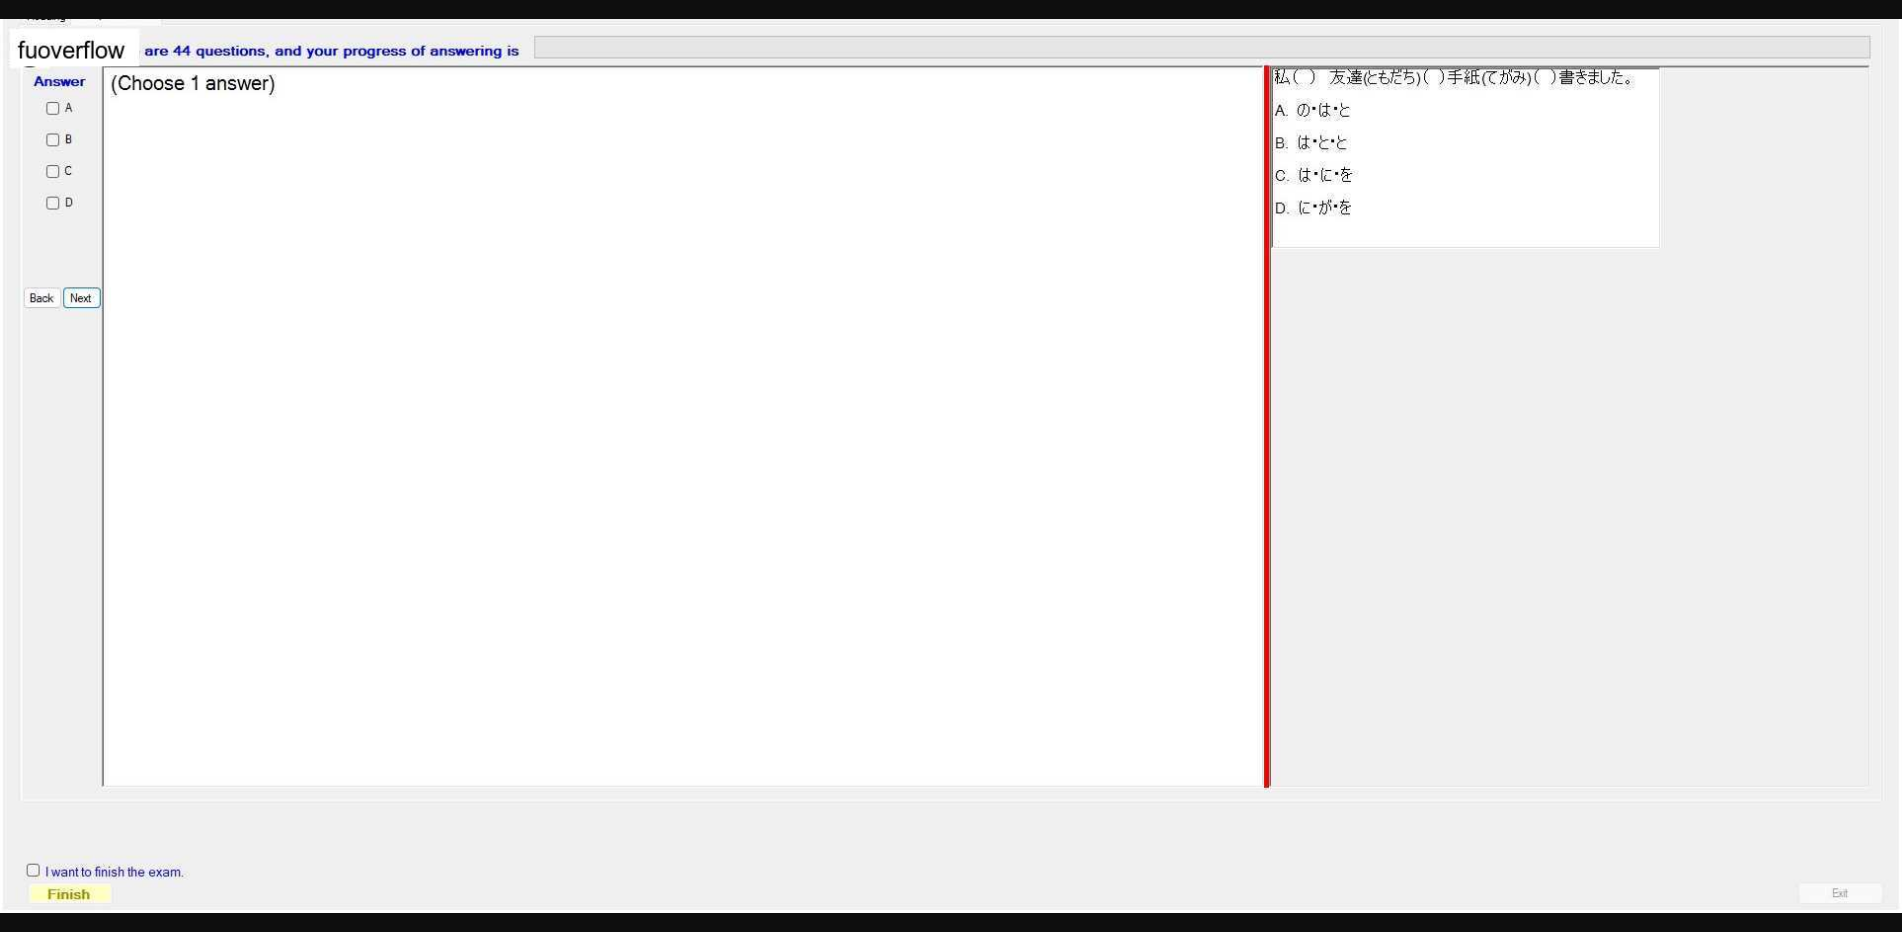 fuoverflow are 44 questions, and your progress of answering is
Answer
(Choose 1 answer)
A
B
C
D
Back Next
私( ) 友達(ともだち)( )手紙(てがみ)( )書きました。
A. の・は・と
B. は・と・と
C. は・に・を
D. に・が・を
I want to finish the exam.
Finish
Exit